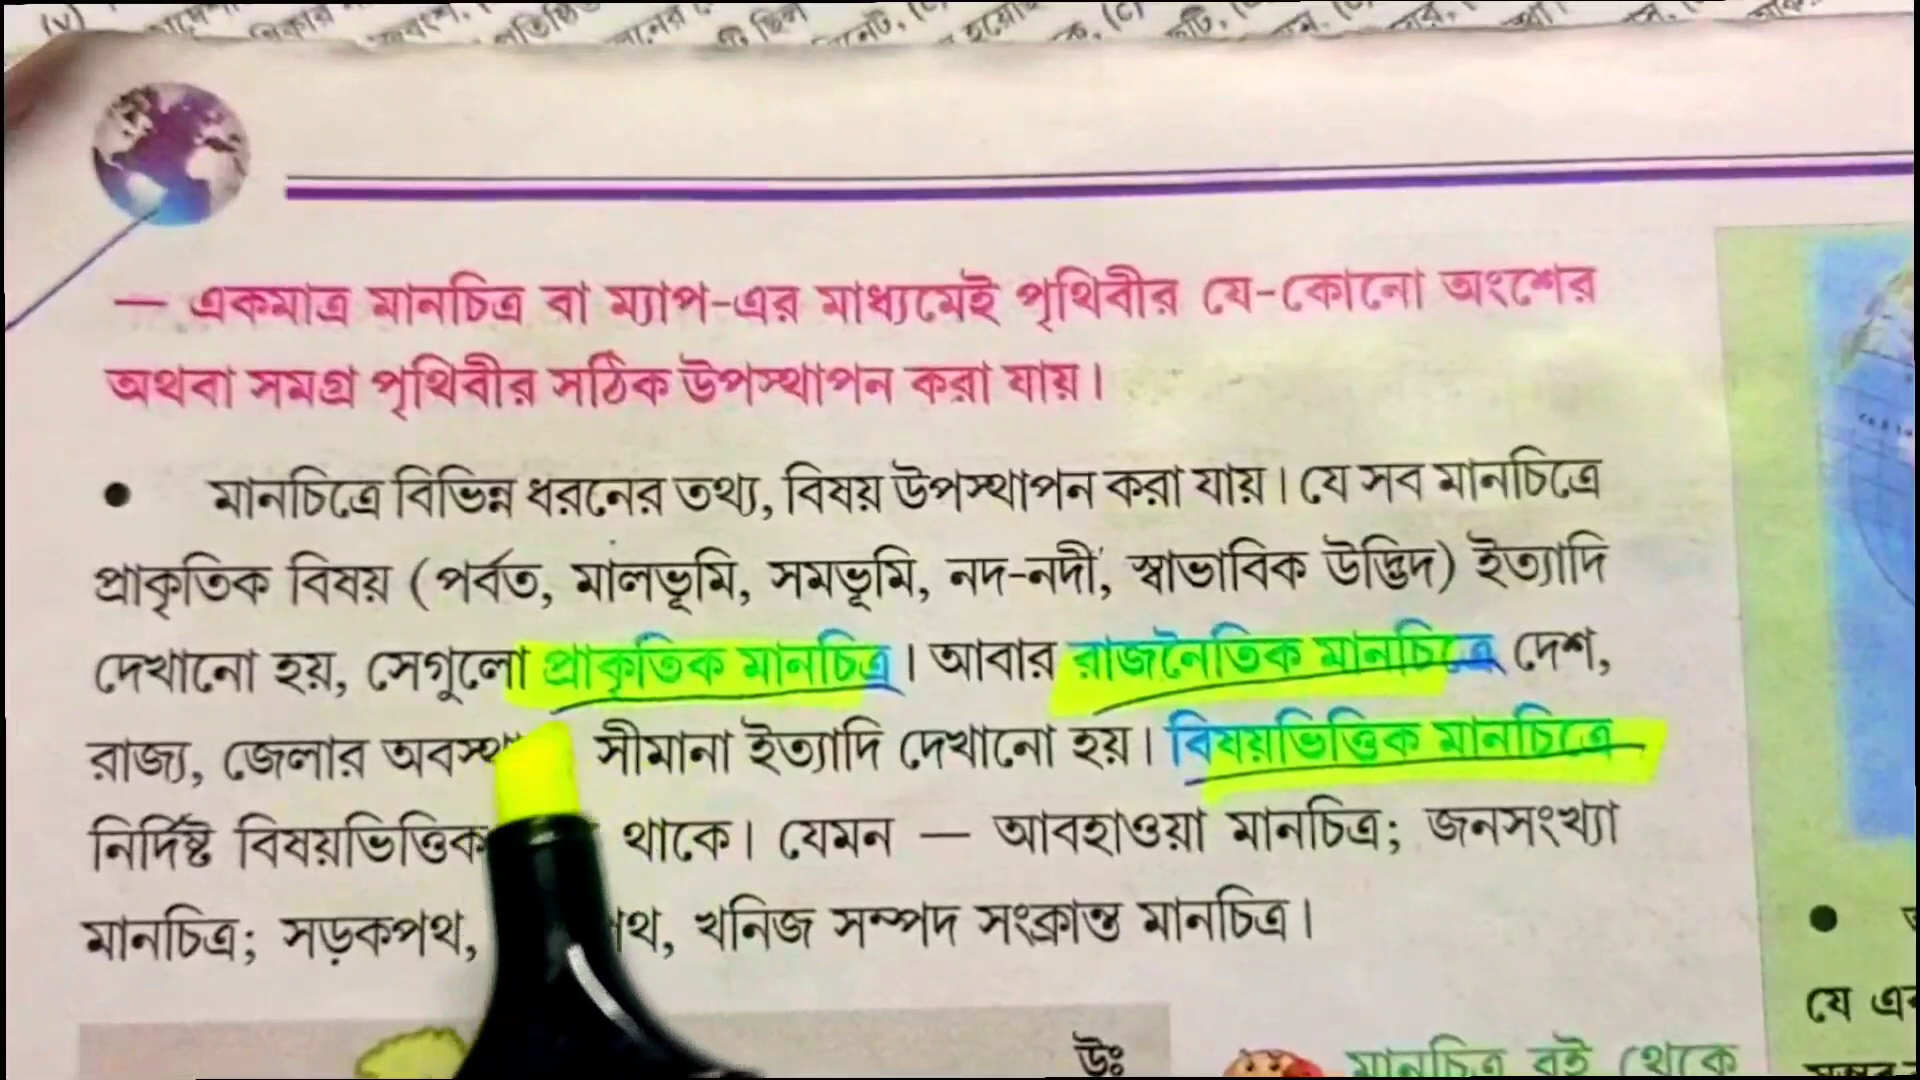 — একমাত্র মানচিত্র বা ম্যাপ-এর মাধ্যমেই পৃথিবীর যে-কোনো অংশের
অথবা সমগ্র পৃথিবীর সঠিক উপস্থাপন করা যায়।
● মানচিত্রে বিভিন্ন ধরনের তথ্য, বিষয় উপস্থাপন করা যায়। যে সব মানচিত্রে
প্রাকৃতিক বিষয় (পর্বত, মালভূমি, সমভূমি, নদ-নদী, স্বাভাবিক উদ্ভিদ) ইত্যাদি
দেখানো হয়, সেগুলো প্রাকৃতিক মানচিত্র। আবার রাজনৈতিক মানচিত্রে দেশ,
রাজ্য, জেলার সীমানা ইত্যাদি দেখানো হয়। বিষয়ভিত্তিক মানচিত্রে
নির্দিষ্ট বিষয়ভিত্তিক থাকে। যেমন — আবহাওয়া মানচিত্র; জনসংখ্যা
মানচিত্র; সড়কপথ, খনিজ সম্পদ সংক্রান্ত মানচিত্র।
উঃ
মানচিত্র বই থেকে
●
যে